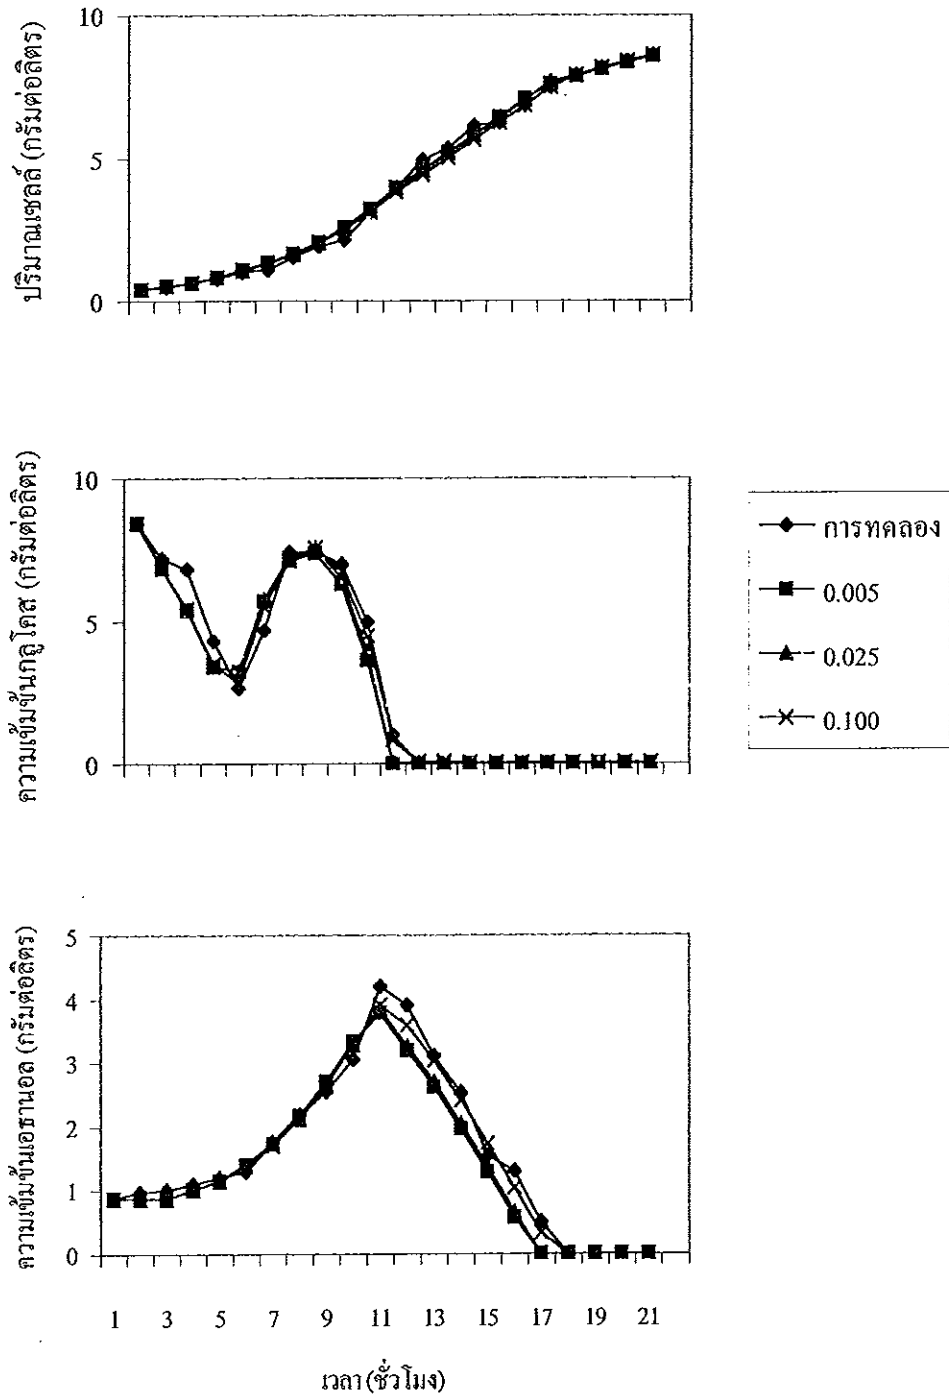 10
5
0
ปริมาณเซลล์ (กรัมต่อลิตร)
10
5
0
ความเข้มข้นกลูโคส (กรัมต่อลิตร)
การทดลอง
0.005
0.025
0.100
5
4
3
2
1
0
ความเข้มข้นเอธานอล (กรัมต่อลิตร)
1 3 5 7 9 11 13 15 17 19 21
เวลา (ชั่วโมง)